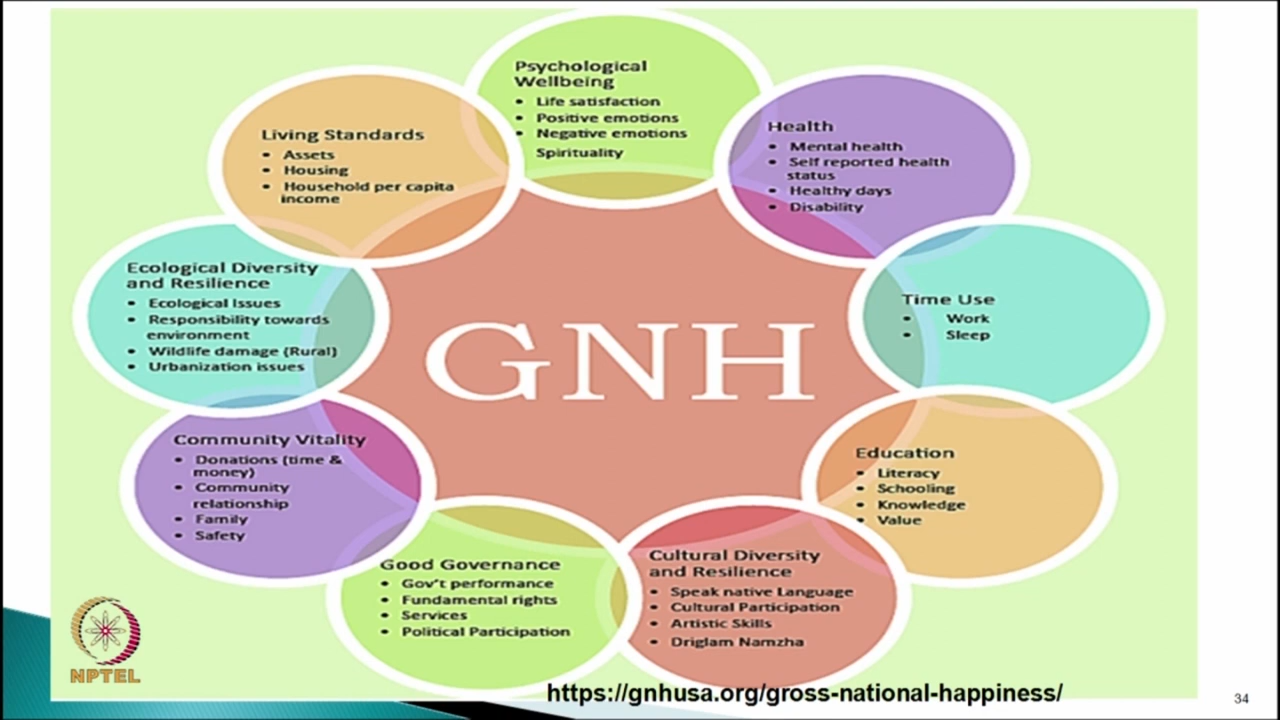 Psychological
Wellbeing
• Life satisfaction
• Positive emotions
• Negative emotions
Spirituality
Health
• Mental health
• Self reported health
status
• Healthy days
• Disability
Time Use
• Work
• Sleep
Education
• Literacy
• Schooling
• Knowledge
• Value
Cultural Diversity
and Resilience
• Speak native Language
• Cultural Participation
• Artistic Skills
• Driglam Namzha
Good Governance
• Gov't performance
• Fundamental rights
• Services
• Political Participation
Community Vitality
• Donations (time &
money)
• Community
relationship
• Family
• Safety
Ecological Diversity
and Resilience
• Ecological Issues
• Responsibility towards
environment
• Wildlife damage (Rural)
• Urbanization issues
Living Standards
• Assets
• Housing
• Household per capita
income
GNH
NPTEL
https://gnhusa.org/gross-national-happiness/
34